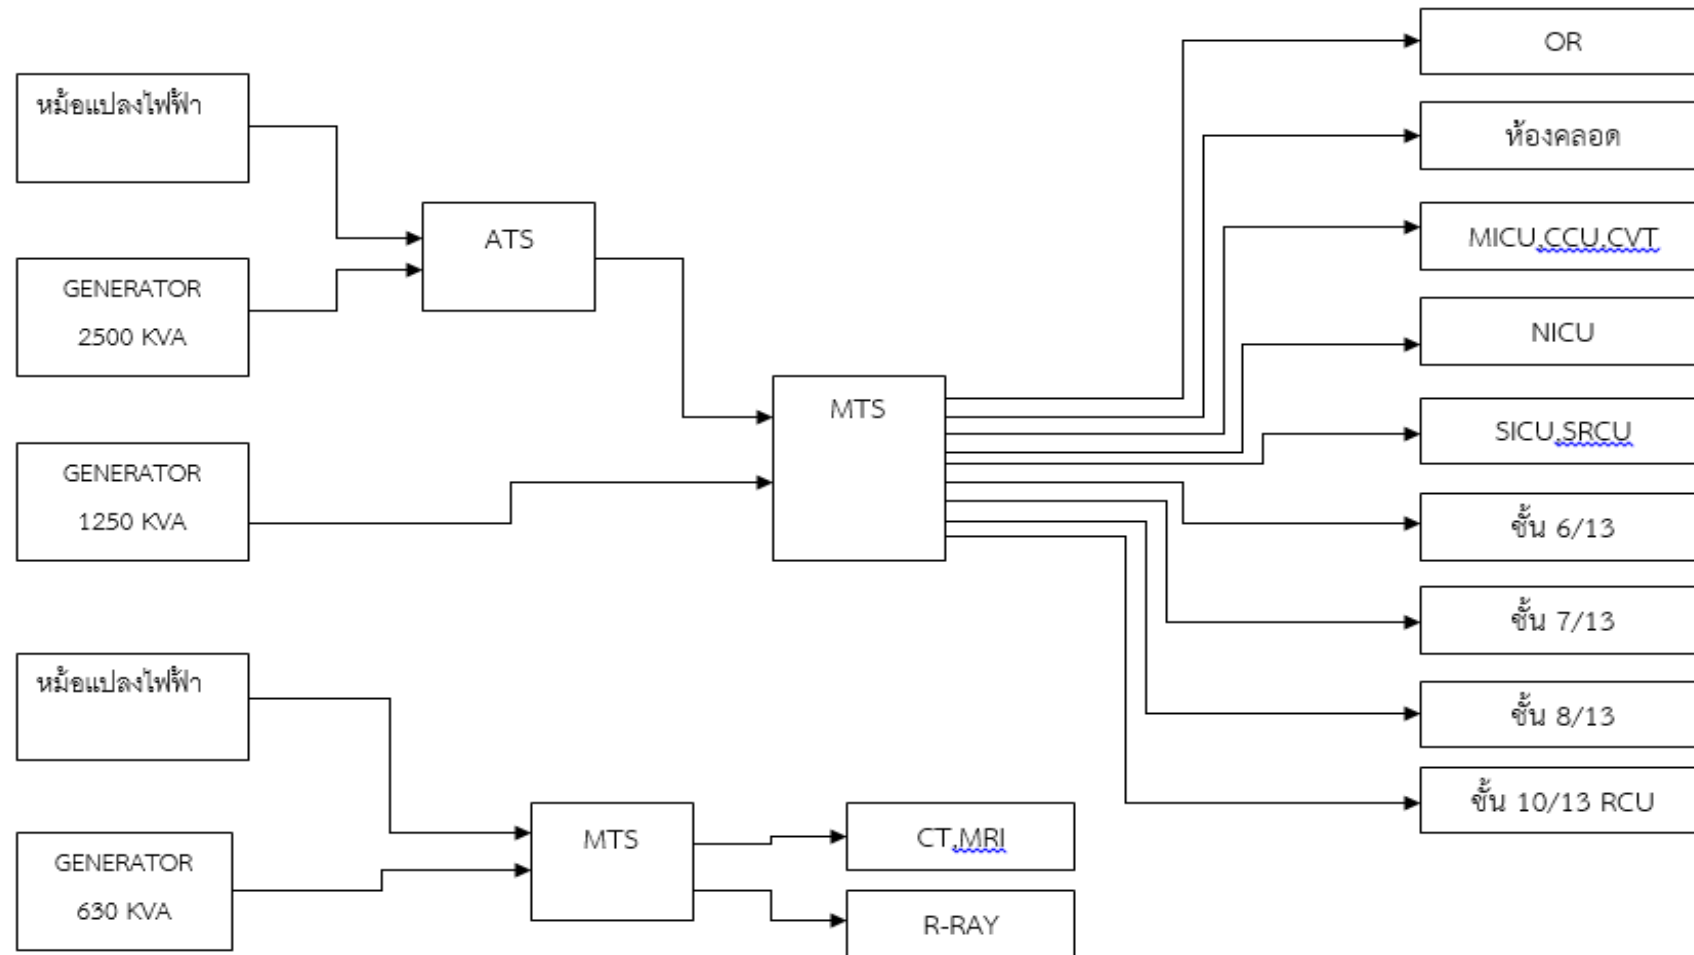 หม้อแปลงไฟฟ้า
GENERATOR
2500 KVA
GENERATOR
1250 KVA
ATS
MTS
OR
ห้องคลอด
MICU,CCU,CVT
NICU
SICU,SRCU
ชั้น 6/13
ชั้น 7/13
ชั้น 8/13
ชั้น 10/13 RCU
หม้อแปลงไฟฟ้า
GENERATOR
630 KVA
MTS
CT,MRI
R-RAY